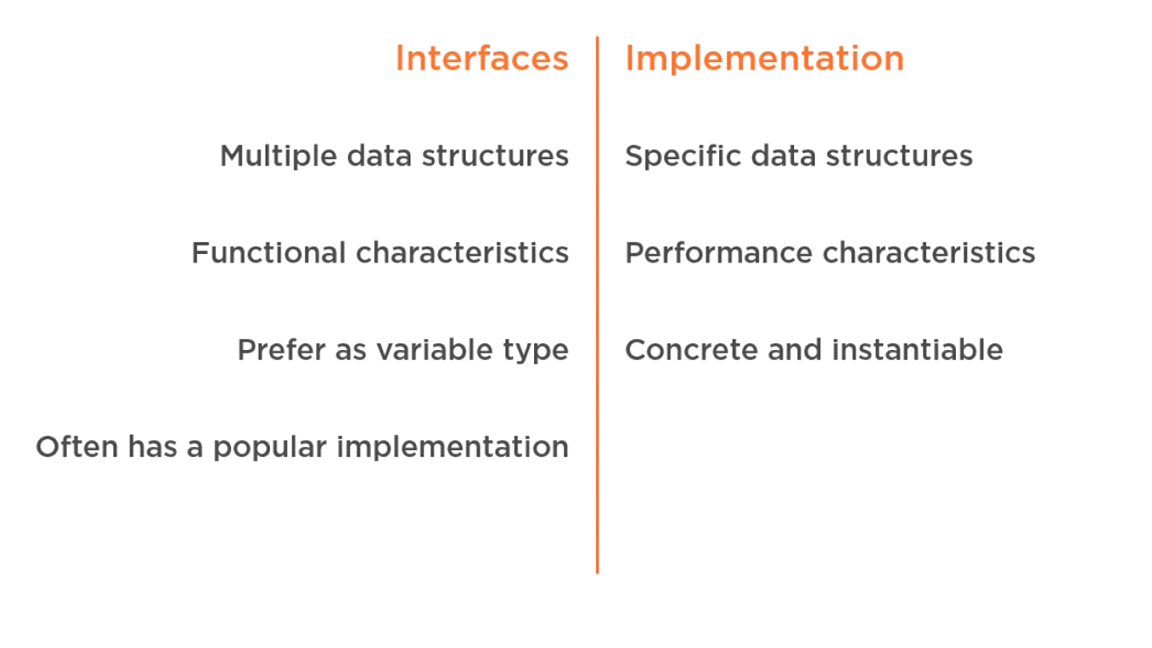 Interfaces
Implementation
Multiple data structures
Specific data structures
Functional characteristics
Performance characteristics
Prefer as variable type
Concrete and instantiable
Often has a popular implementation